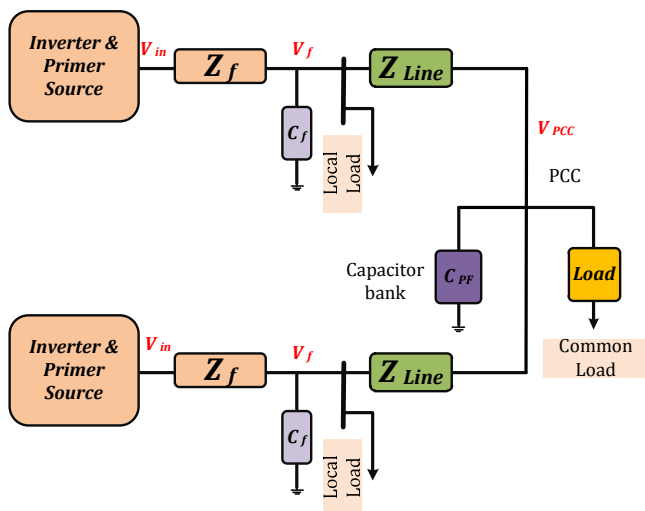 Inverter &
Primer
Source
V in
Z f
V f
Z Line
C f
Local
Load
V PCC
PCC
Capacitor
bank
C PF
Load
Common
Load
Inverter &
Primer
Source
V in
Z f
V f
Z Line
C f
Local
Load